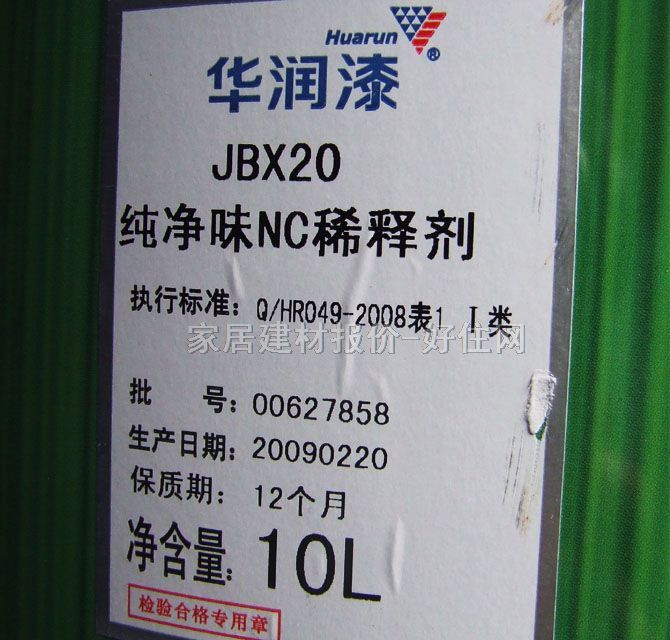 Huarun
华润漆
JBX20
纯净味NC稀释剂
执行标准: Q/HR049-2008表1 Ⅰ类
家居建材报价-好住网
批 号: 00627858
生产日期: 20090220
保质期: 12个月
净含量: 10L
检验合格专用章